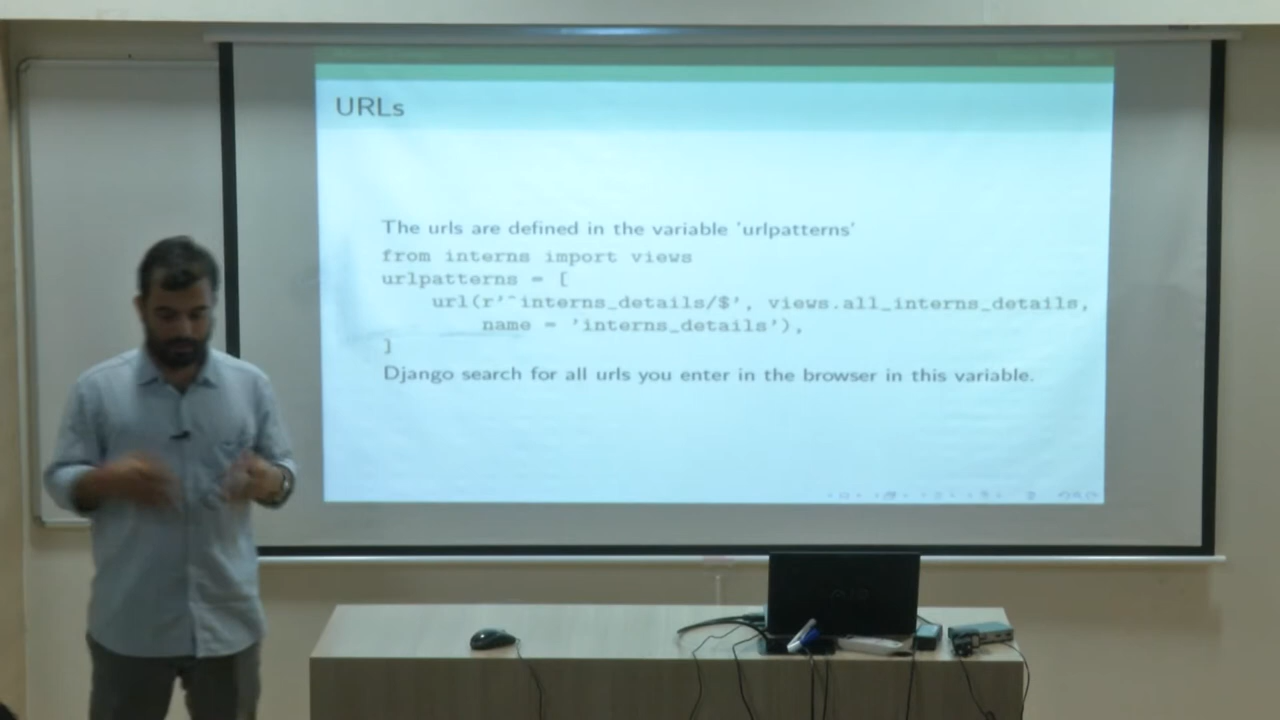 URLs
The urls are defined in the variable 'urlpatterns'
from interns import views
urlpatterns = [
url(r'^interns_details/$', views.all_interns_details,
name = 'interns_details'),
]
Django search for all urls you enter in the browser in this variable.